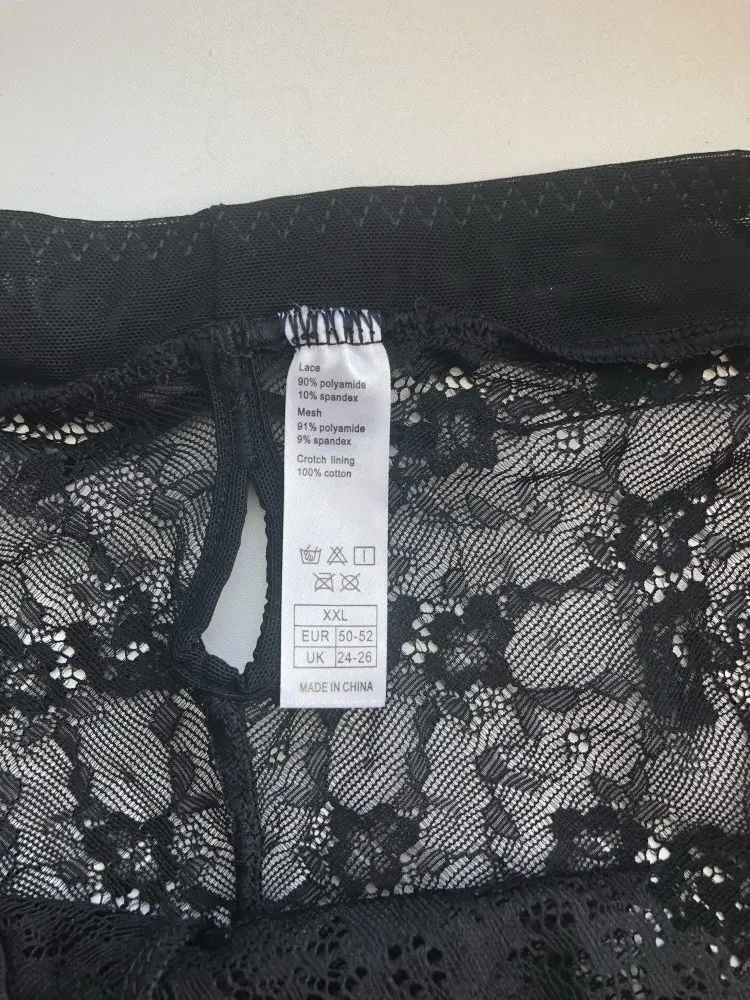 Lace
90% polyamide
10% spandex
Mesh
91% polyamide
9% spandex
Crotch lining
100% cotton
XXL
EUR 50-52
UK 24-26
MADE IN CHINA